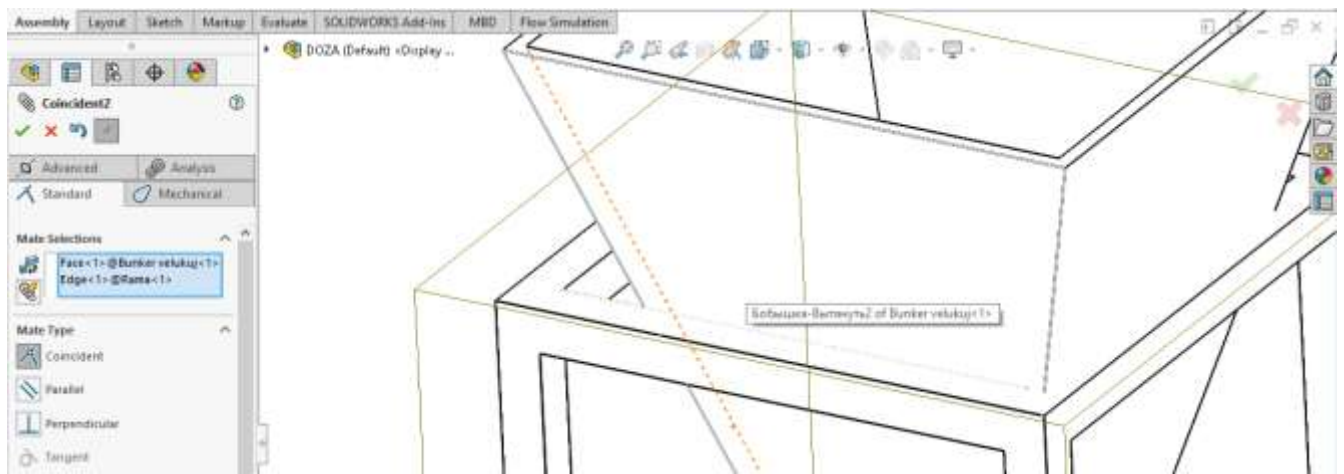 Assembly Layout Sketch Markup Evaluate SOLIDWORKS Add-Ins MBD Flow Simulation
DOZA (Default) <Display ...
Coincident2
Advanced Analysis
Standard Mechanical
Mate Selections
Face<1>@Bunker velukuj<1>
Edge<1>@Rama<1>
Mate Type
Coincident
Parallel
Perpendicular
Tangent
Бобышка-Вытянуть2 of Bunker velukuj<1>